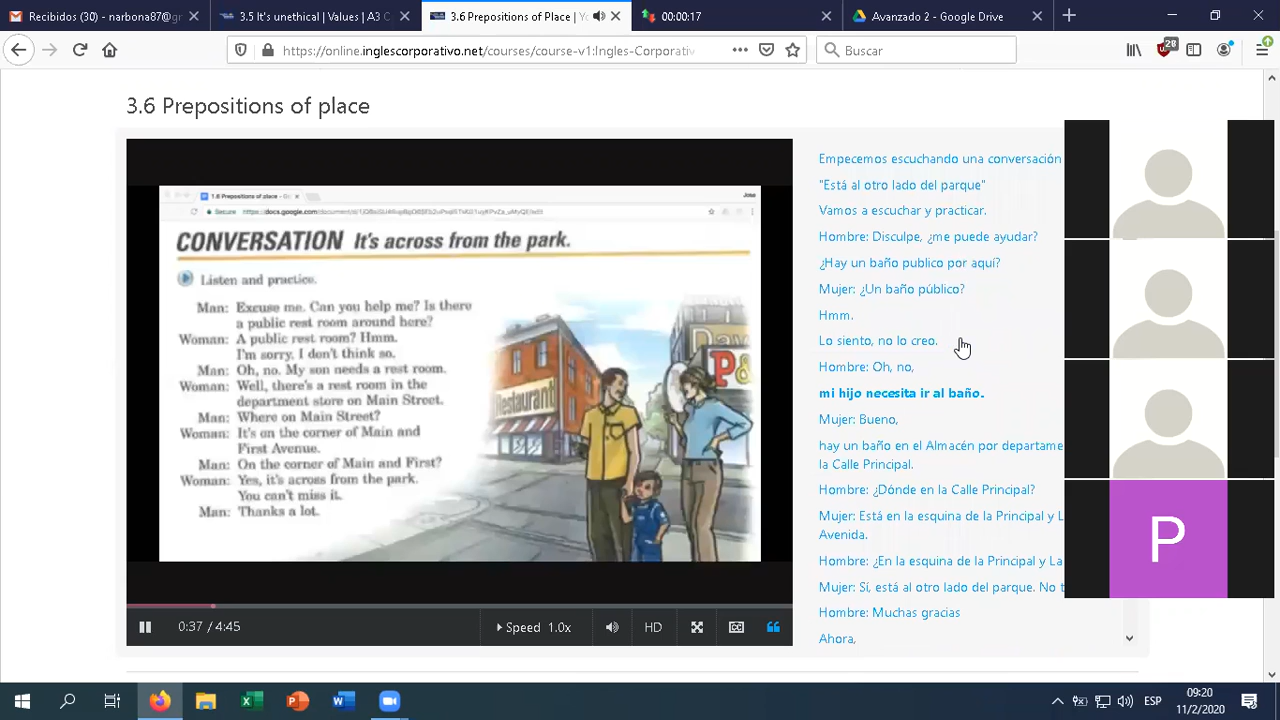 Recibidos (30) - narbona87@gr
3.5 It's unethical | Values | A3 C
3.6 Prepositions of Place | Yo
00:00:17
Avanzado 2 - Google Drive
https://online.inglescorporativo.net/courses/course-v1:Ingles-Corporativ
Buscar
28
3.6 Prepositions of place
1.6 Prepositions of place -
Jose
Secure
CONVERSATION It's across from the park.
Listen and practice.
Man: Excuse me. Can you help me? Is there
a public rest room around here?
Woman: A public rest room? Hmm.
I'm sorry. I don't think so.
Man: Oh, no. My son needs a rest room.
Woman: Well, there's a rest room in the
department store on Main Street.
Man: Where on Main Street?
Woman: It's on the corner of Main and
First Avenue.
Man: On the corner of Main and First?
Woman: Yes, it's across from the park.
You can't miss it.
Man: Thanks a lot.
Restaurant
Dav
P&
0:37 / 4:45
Speed 1.0x
HD
CC
Empecemos escuchando una conversación
"Está al otro lado del parque"
Vamos a escuchar y practicar.
Hombre: Disculpe, ¿me puede ayudar?
¿Hay un baño publico por aquí?
Mujer: ¿Un baño público?
Hmm.
Lo siento, no lo creo.
Hombre: Oh, no,
mi hijo necesita ir al baño.
Mujer: Bueno,
hay un baño en el Almacén por departame
la Calle Principal.
Hombre: ¿Dónde en la Calle Principal?
Mujer: Está en la esquina de la Principal y L
Avenida.
Hombre: ¿En la esquina de la Principal y La
Mujer: Sí, está al otro lado del parque. No t
Hombre: Muchas gracias
Ahora,
P
ESP
09:20
11/2/2020